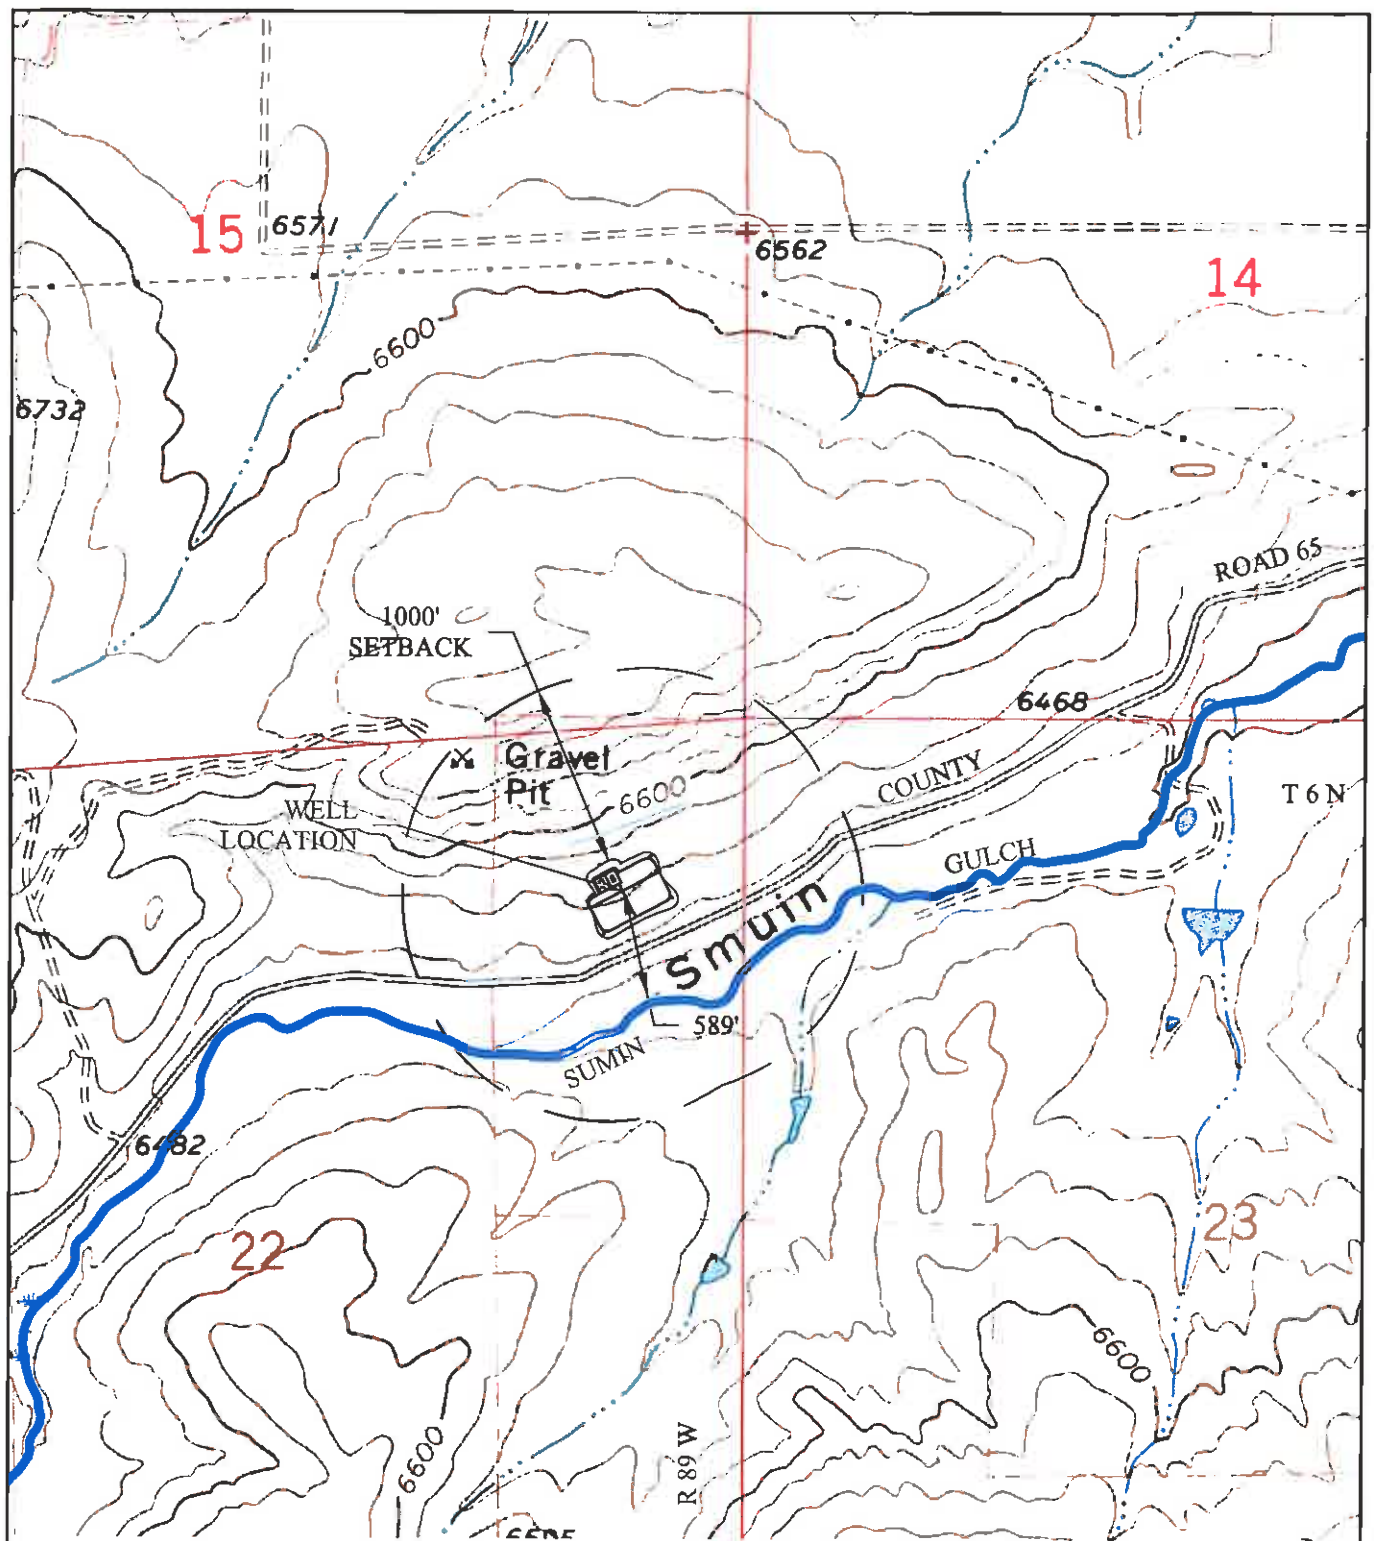 15
6571
6562
14
6600
6732
ROAD 65
1000'
SETBACK
6468
Gravel
Pit
6600
COUNTY
T 6 N
WELL
LOCATION
GULCH
Smuin
589'
SUMIN
6482
22
23
6600
6600
R 89 W